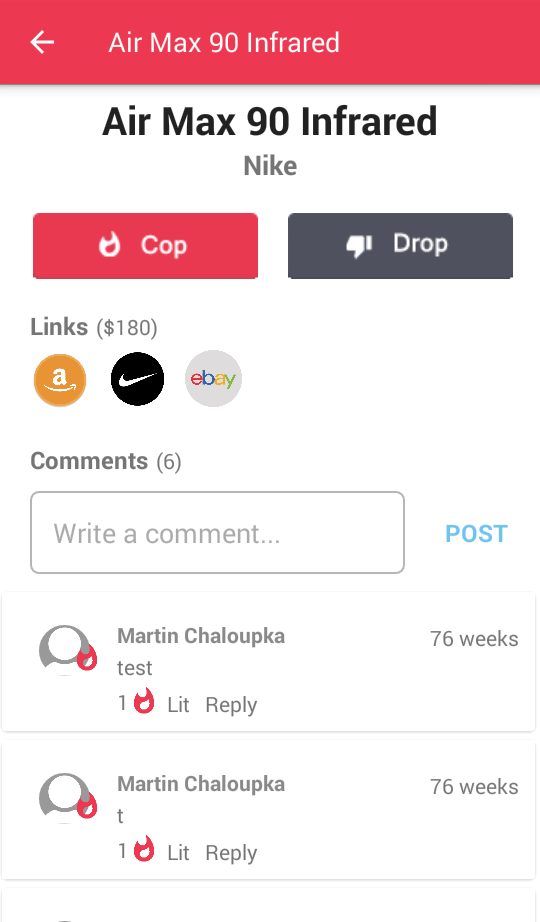 Air Max 90 Infrared
Air Max 90 Infrared
Nike
Cop Drop
Links ($180)
a ebay
Comments (6)
Write a comment... POST
Martin Chaloupka 76 weeks
test
1 Lit Reply
Martin Chaloupka 76 weeks
t
1 Lit Reply